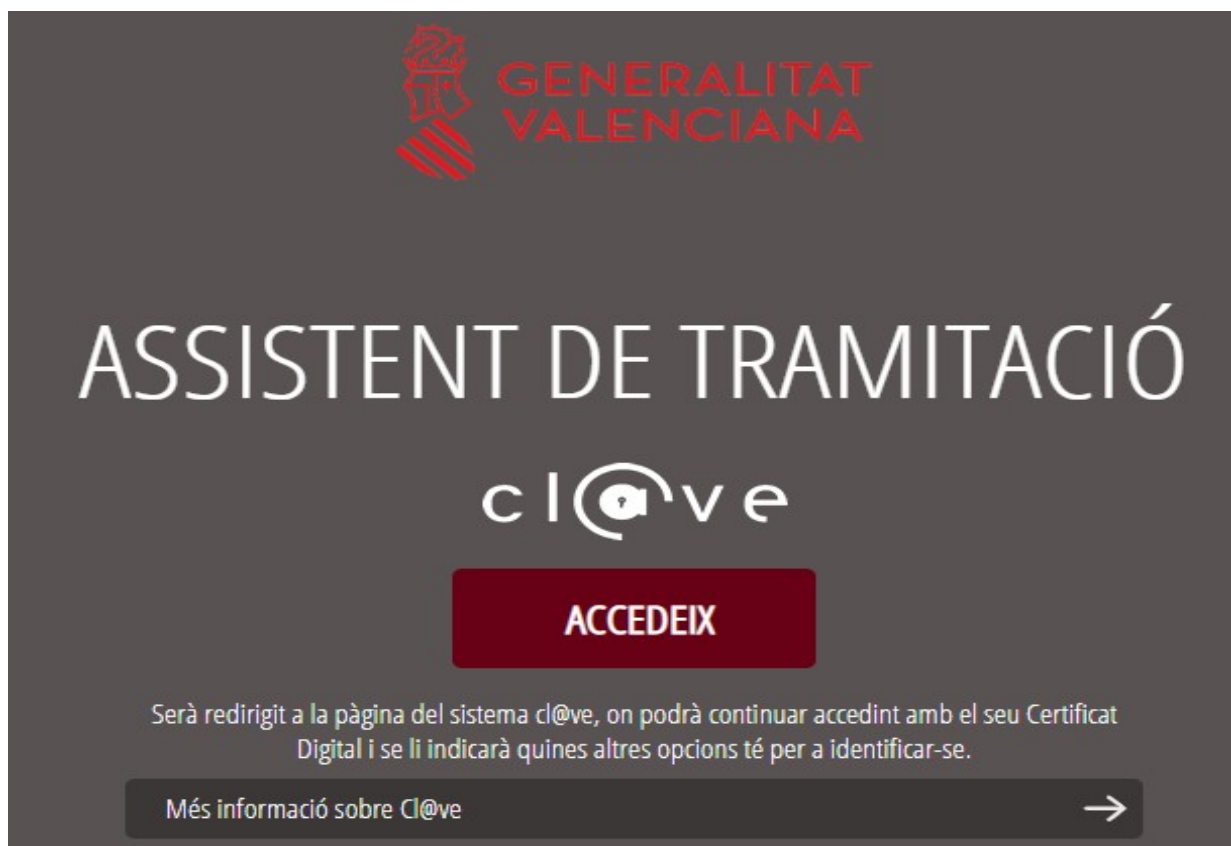 GENERALITAT
VALENCIANA
ASSISTENT DE TRAMITACIÓ
cl@ve
ACCEDEIX
Serà redirigit a la pàgina del sistema cl@ve, on podrà continuar accedint amb el seu Certificat
Digital i se li indicarà quines altres opcions té per a identificar-se.
Més informació sobre Cl@ve